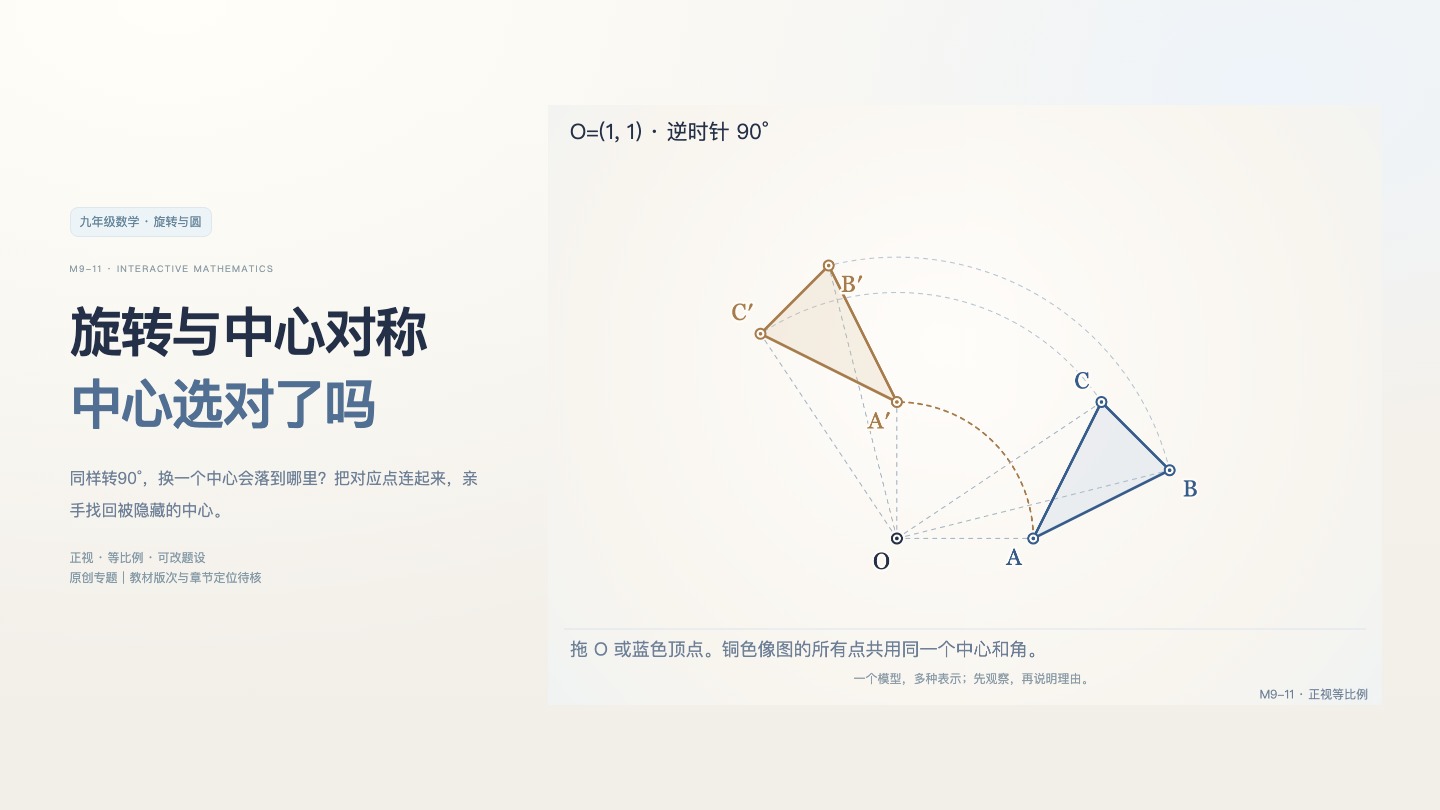 九年级数学 · 旋转与圆
M9–11 · INTERACTIVE MATHEMATICS
旋转与中心对称
中心选对了吗
同样转90°，换一个中心会落到哪里？把对应点连起来，亲
手找回被隐藏的中心。
正视 · 等比例 · 可改题设
原创专题｜教材版次与章节定位待核
O=(1, 1) · 逆时针 90°
B′
C′
A′
C
B
O
A
拖 O 或蓝色顶点。铜色像图的所有点共用同一个中心和角。
一个模型，多种表示；先观察，再说明理由。
M9–11 · 正视等比例